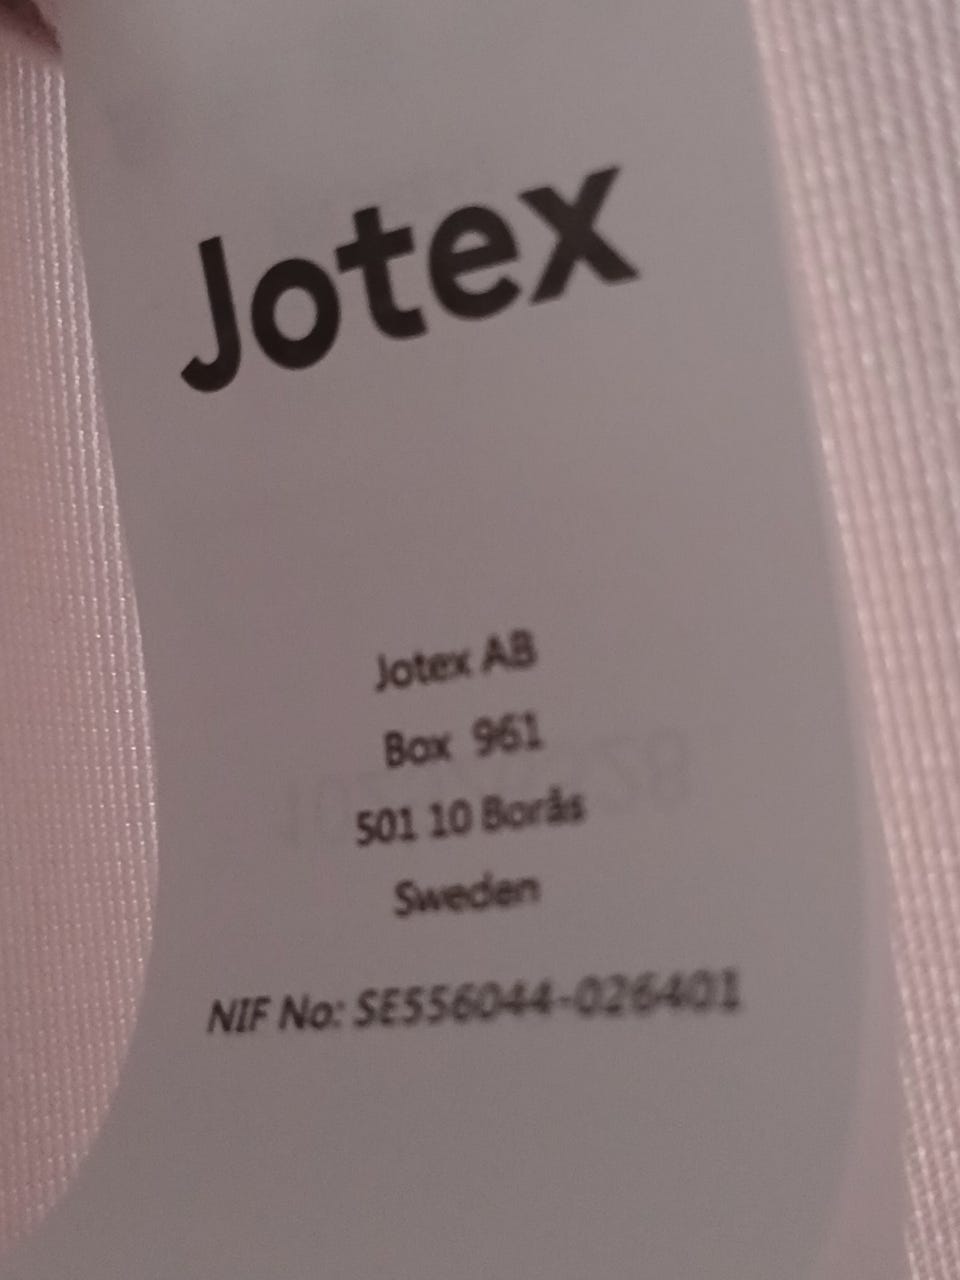 Jotex
Jotex AB
Box 961
501 10 Borås
Sweden
NIF No: SE556044-026401